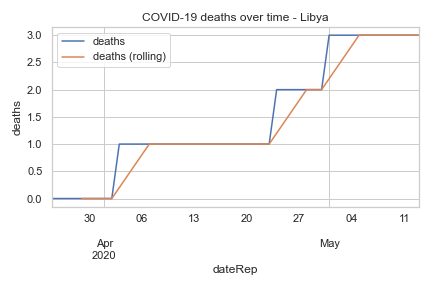 COVID-19 deaths over time - Libya
deaths
deaths (rolling)
deaths
3.0
2.5
2.0
1.5
1.0
0.5
0.0
30 06 13 20 27 04 11
Apr May
2020
dateRep